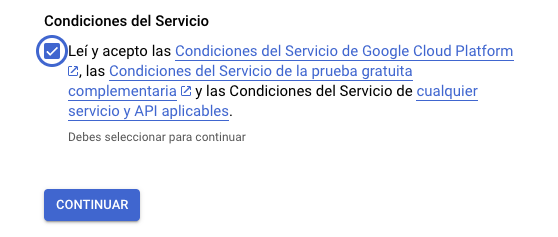 Condiciones del Servicio
Leí y acepto las Condiciones del Servicio de Google Cloud Platform
, las Condiciones del Servicio de la prueba gratuita
complementaria y las Condiciones del Servicio de cualquier
servicio y API aplicables.
Debes seleccionar para continuar
CONTINUAR